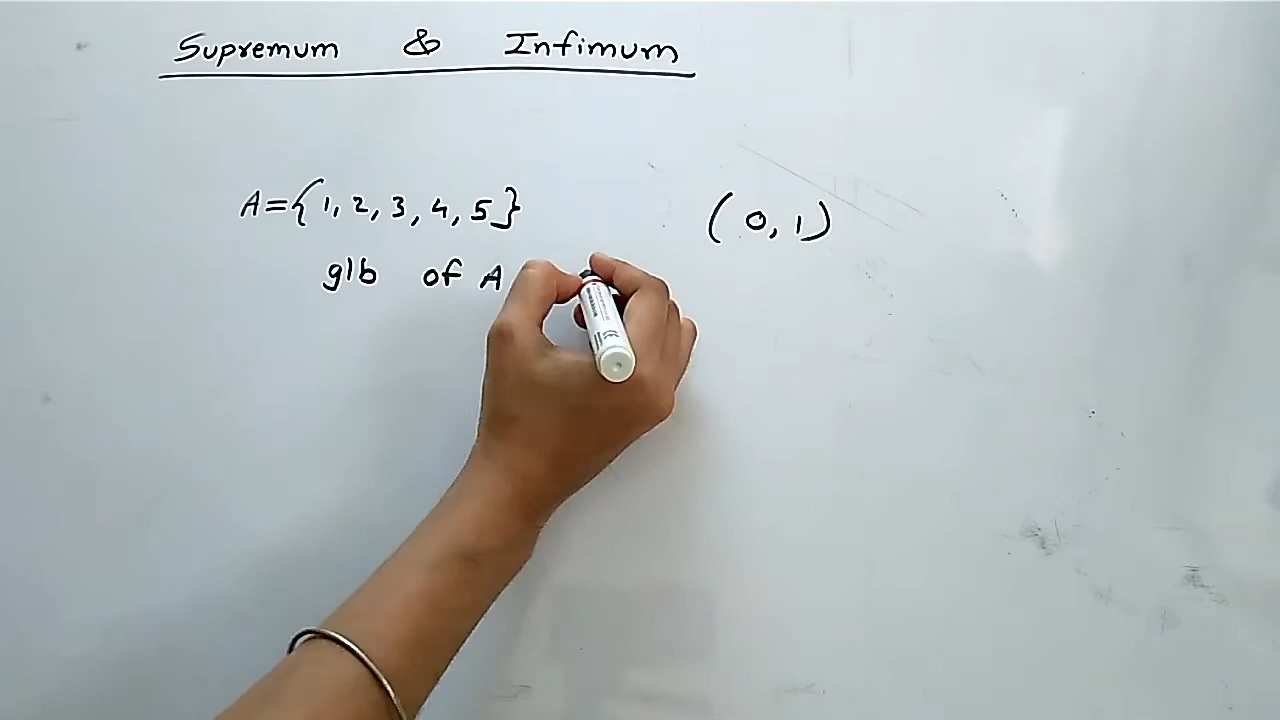 Supremum & Infimum
A={1, 2, 3, 4, 5} (0, 1)
glb of A